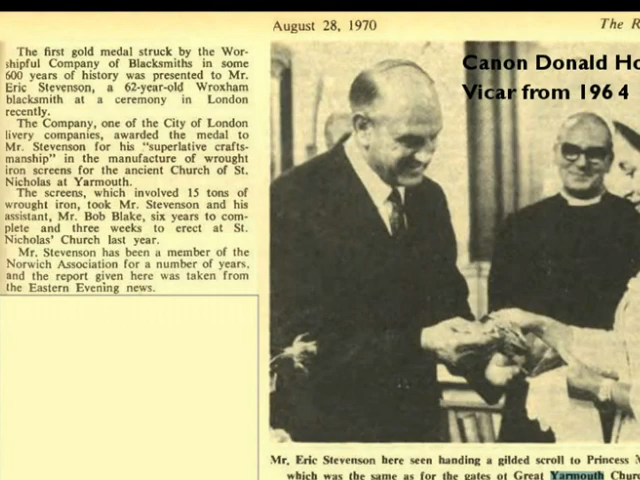 August 28, 1970
The R
The first gold medal struck by the Wor-
shipful Company of Blacksmiths in some
600 years of history was presented to Mr.
Eric Stevenson, a 62-year-old Wroxham
blacksmith at a ceremony in London
recently.
The Company, one of the City of London
livery companies, awarded the medal to
Mr. Stevenson for his "superlative crafts-
manship" in the manufacture of wrought
iron screens for the ancient Church of St.
Nicholas at Yarmouth.
The screens, which involved 15 tons of
wrought iron, took Mr. Stevenson and his
assistant, Mr. Bob Blake, six years to com-
plete and three weeks to erect at St.
Nicholas' Church last year.
Mr. Stevenson has been a member of the
Norwich Association for a number of years,
and the report given here was taken from
the Eastern Evening news.
Canon Donald Ho
Vicar from 196 4
Mr. Eric Stevenson here seen handing a gilded scroll to Princess
which was the same as for the gates of Great Yarmouth Chur